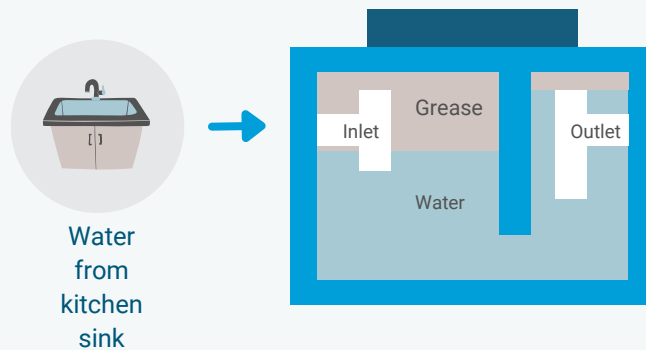 Grease
Inlet
Outlet
Water
Water
from
kitchen
sink